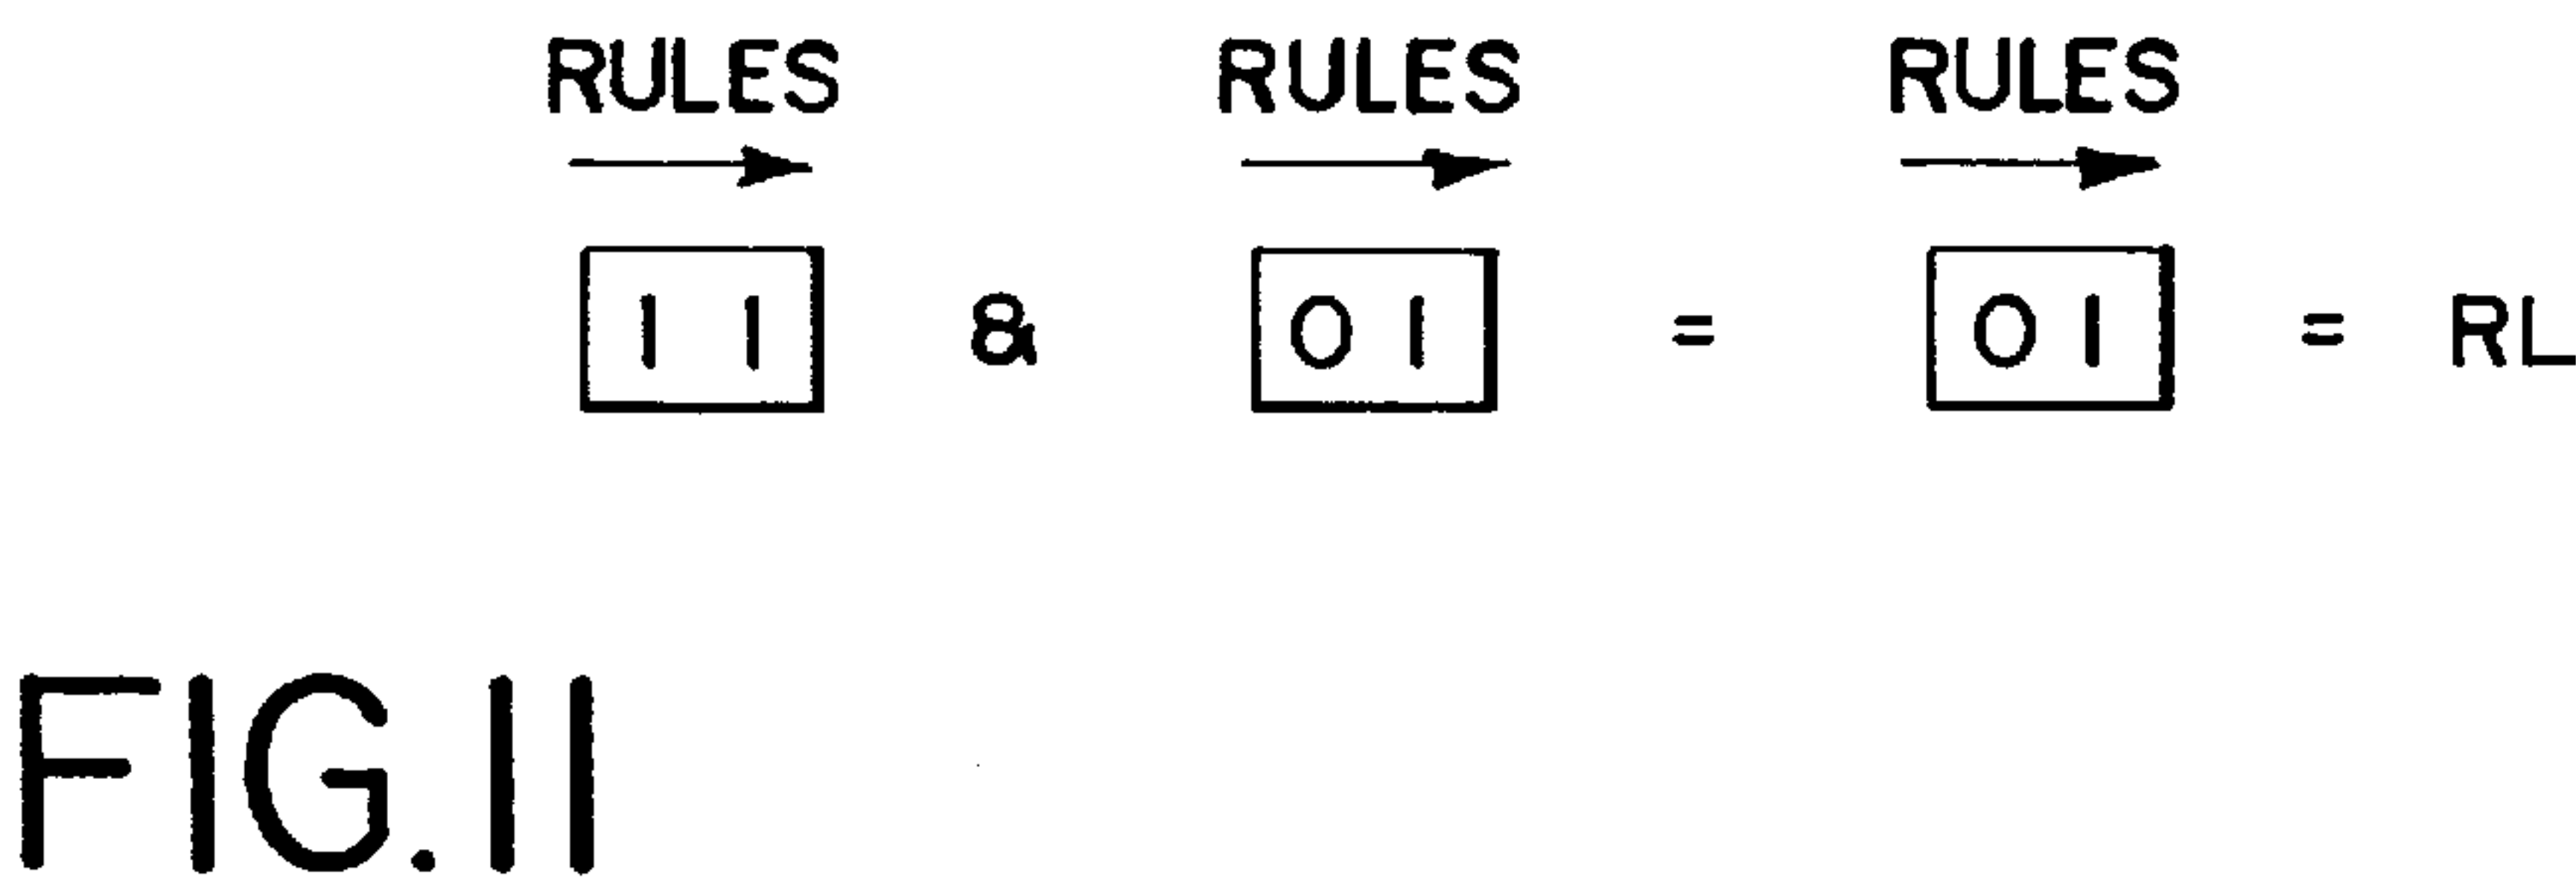 RULES RULES RULES
11 & 01 = 01 = RL
FIG.11